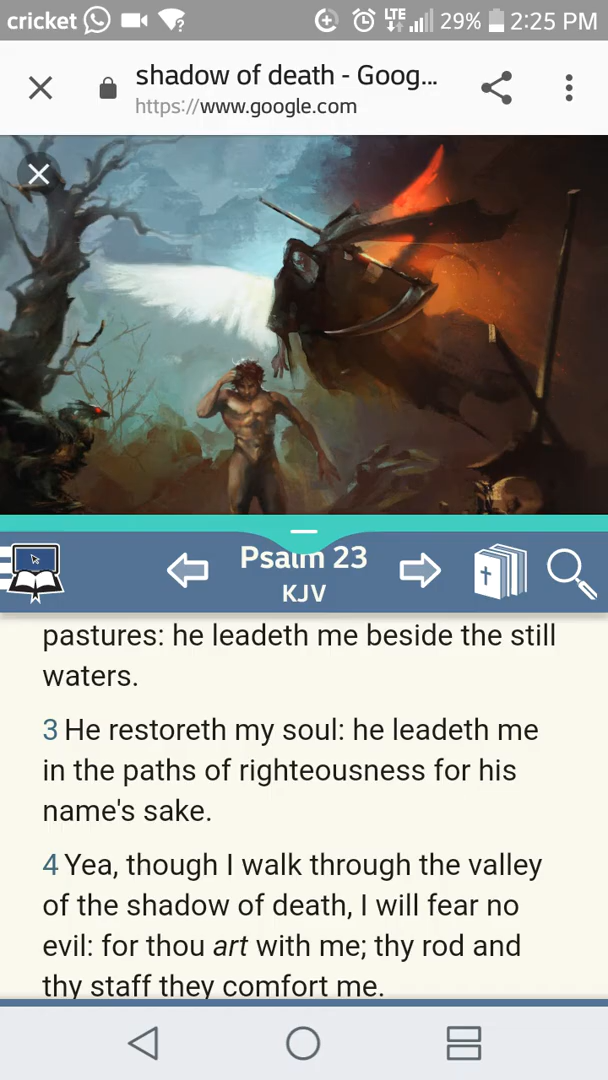 cricket ? LTE 29% 2:25 PM
shadow of death - Goog...
https://www.google.com
Psalm 23
KJV
pastures: he leadeth me beside the still
waters.
3 He restoreth my soul: he leadeth me
in the paths of righteousness for his
name's sake.
4 Yea, though I walk through the valley
of the shadow of death, I will fear no
evil: for thou art with me; thy rod and
thy staff they comfort me.